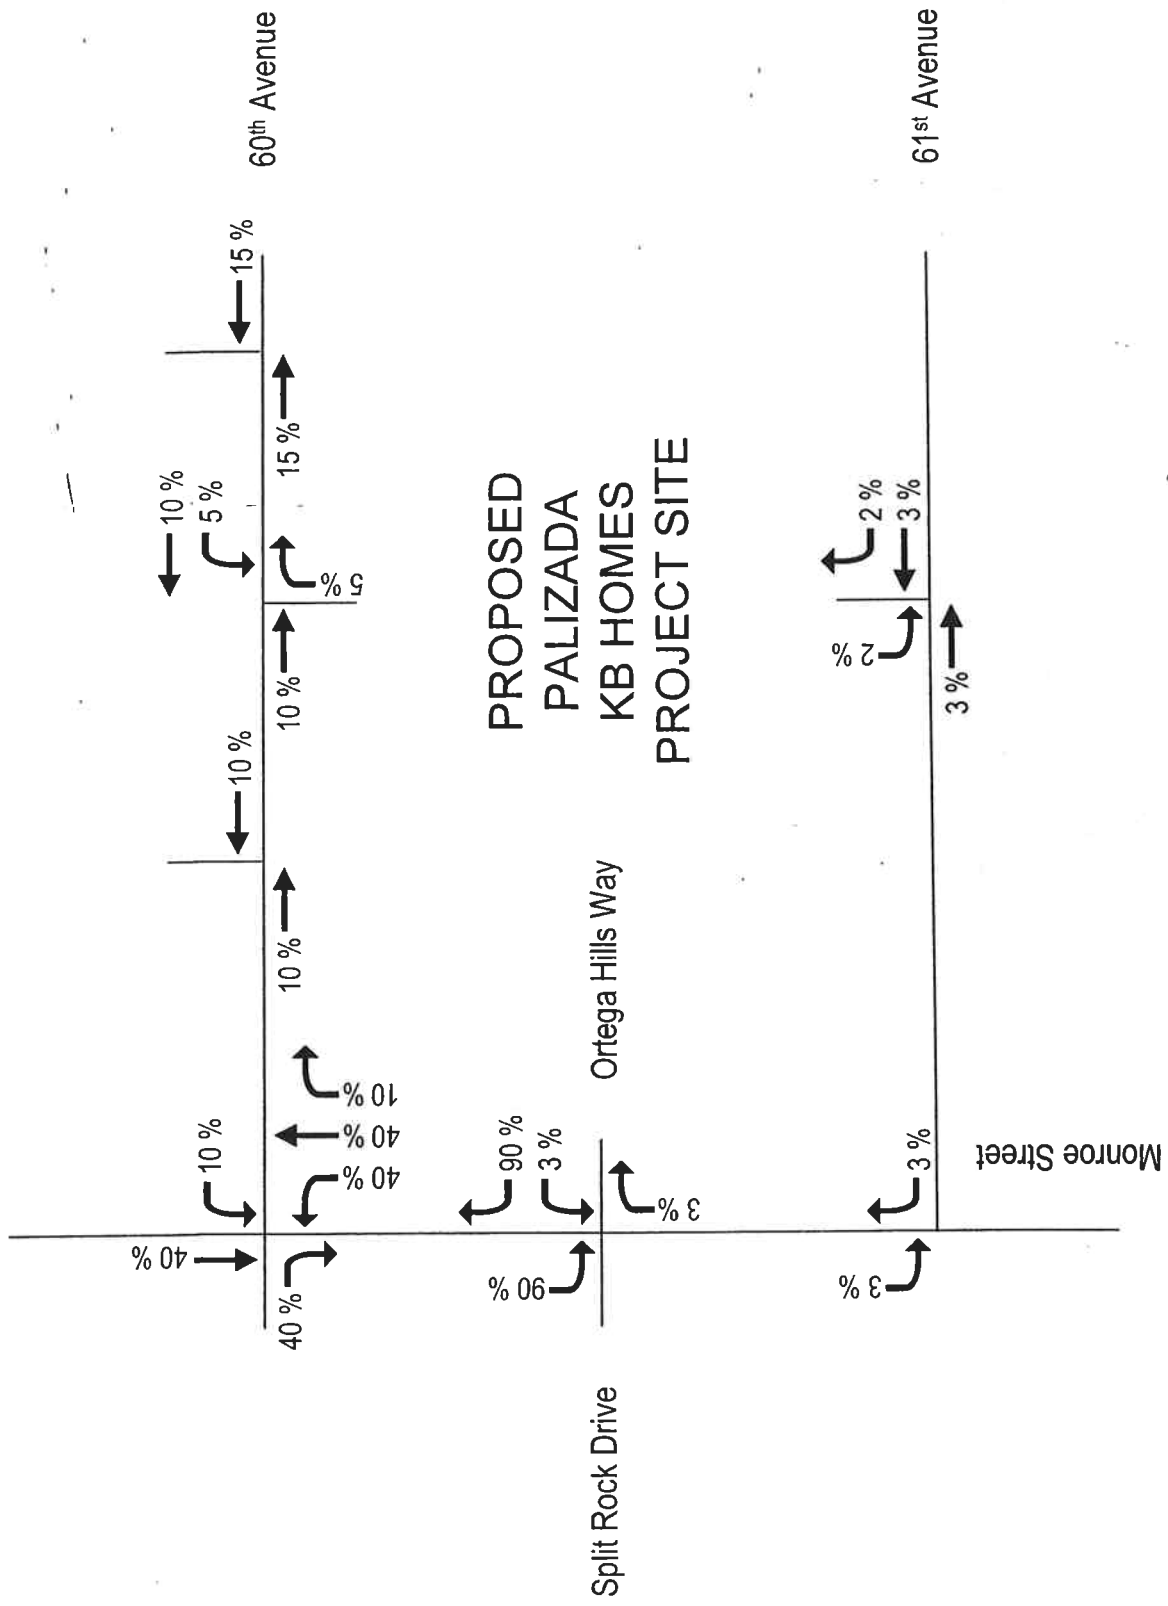 60th Avenue
15 %
15 %
10 %
5 %
5 %
10 %
10 %
10 %
10 %
40 %
40 %
10 %
40 %
40 %
PROPOSED
PALIZADA
KB HOMES
PROJECT SITE
Ortega Hills Way
90 %
3 %
3 %
90 %
Split Rock Drive
61st Avenue
2 %
3 %
2 %
3 %
3 %
3 %
Monroe Street